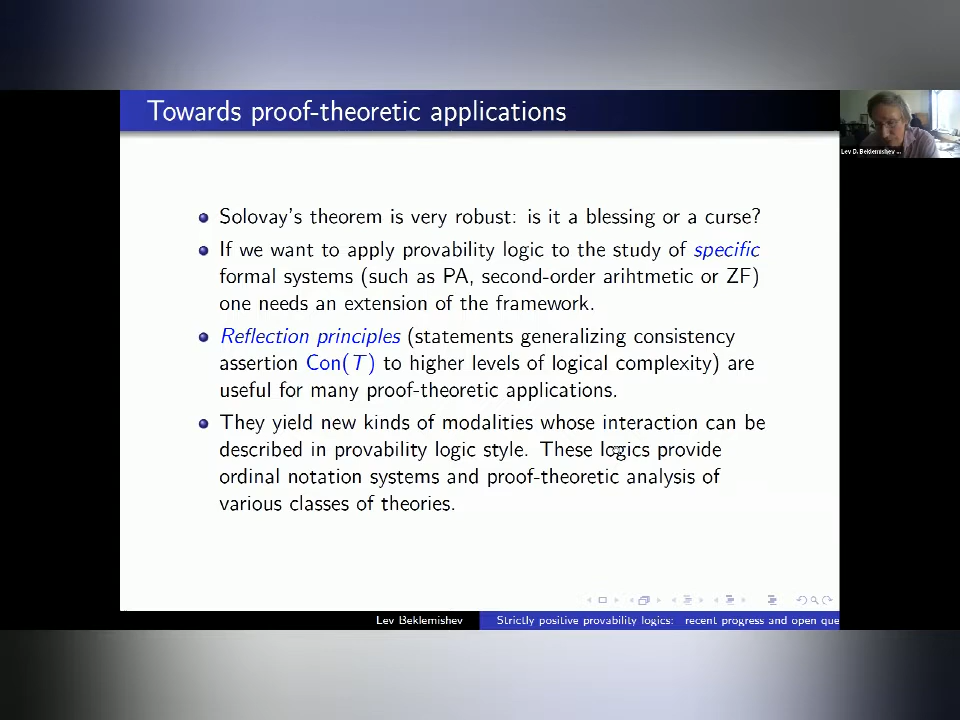 Towards proof-theoretic applications
Lev D. Beklemishev ...
Solovay's theorem is very robust: is it a blessing or a curse?
If we want to apply provability logic to the study of specific
formal systems (such as PA, second-order arihtmetic or ZF)
one needs an extension of the framework.
Reflection principles (statements generalizing consistency
assertion Con(T) to higher levels of logical complexity) are
useful for many proof-theoretic applications.
They yield new kinds of modalities whose interaction can be
described in provability logic style. These logics provide
ordinal notation systems and proof-theoretic analysis of
various classes of theories.
Lev Beklemishev
Strictly positive provability logics: recent progress and open que